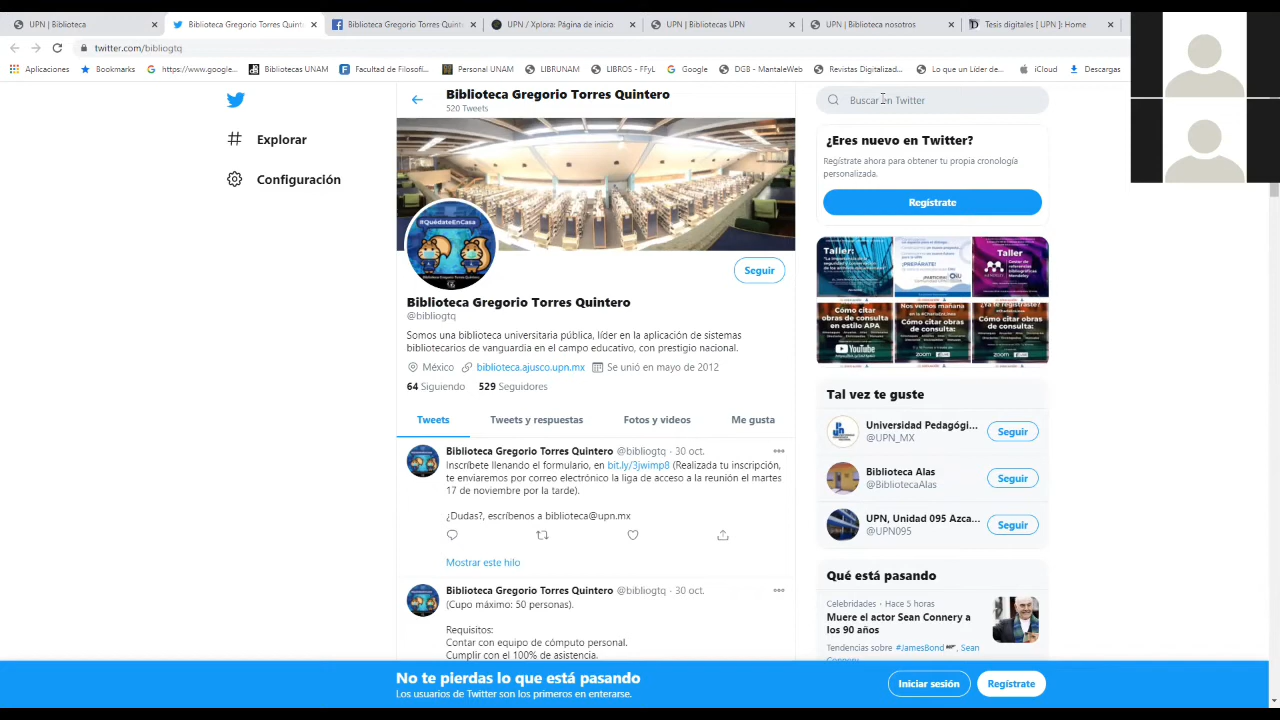 UPN | Biblioteca
Biblioteca Gregorio Torres Quint
Biblioteca Gregorio Torres Quint
UPN / Xplora: Página de inicio
UPN | Bibliotecas UPN
UPN | Biblioteca nosotros
Tesis digitales [ UPN ]: Home
twitter.com/bibliogtq
Aplicaciones
Bookmarks
https://www.google...
Bibliotecas UNAM
Facultad de Filosofí...
Personal UNAM
LIBRUNAM
LIBROS - FFyL
Google
DGB - MantaleWeb
Revistas Digitalizad...
Lo que un Líder de...
iCloud
Descargas
Explorar
Configuración
Biblioteca Gregorio Torres Quintero
520 Tweets
#QuédateEnCasa
Seguir
Biblioteca Gregorio Torres Quintero
@bibliogtq
Somos una biblioteca universitaria pública, líder en la aplicación de sistemas
bibliotecarios de vanguardia en el campo educativo, con prestigio nacional.
México biblioteca.ajusco.upn.mx Se unió en mayo de 2012
64 Siguiendo 529 Seguidores
Tweets Tweets y respuestas Fotos y videos Me gusta
Biblioteca Gregorio Torres Quintero @bibliogtq · 30 oct.
Inscríbete llenando el formulario, en bit.ly/3jwimp8 (Realizada tu inscripción,
te enviaremos por correo electrónico la liga de acceso a la reunión el martes
17 de noviembre por la tarde).
¿Dudas?, escríbenos a biblioteca@upn.mx
Mostrar este hilo
Biblioteca Gregorio Torres Quintero @bibliogtq · 30 oct.
(Cupo máximo: 50 personas).
Requisitos:
Contar con equipo de cómputo personal.
Cumplir con el 100% de asistencia.
Buscar en Twitter
¿Eres nuevo en Twitter?
Regístrate ahora para obtener tu propia cronología
personalizada.
Regístrate
Taller:
¡PREPÁRATE!
Taller
Gestor de
referencias
bibliográficas
Mendeley
Cómo citar
obras de
consulta
en estilo APA
YouTube
Nos vemos mañana
Cómo citar
obras de
consulta:
zoom
¿Ya te registraste?
Cómo citar
obras de
consulta:
zoom
Tal vez te guste
Universidad Pedagógi...
@UPN_MX
Seguir
Biblioteca Alas
@BibliotecaAlas
Seguir
UPN, Unidad 095 Azca...
@UPN095
Seguir
Qué está pasando
Celebridades · Hace 5 horas
Muere el actor Sean Connery a
los 90 años
Tendencias sobre #JamesBond, Sean
Connery
No te pierdas lo que está pasando
Los usuarios de Twitter son los primeros en enterarse.
Iniciar sesión
Regístrate